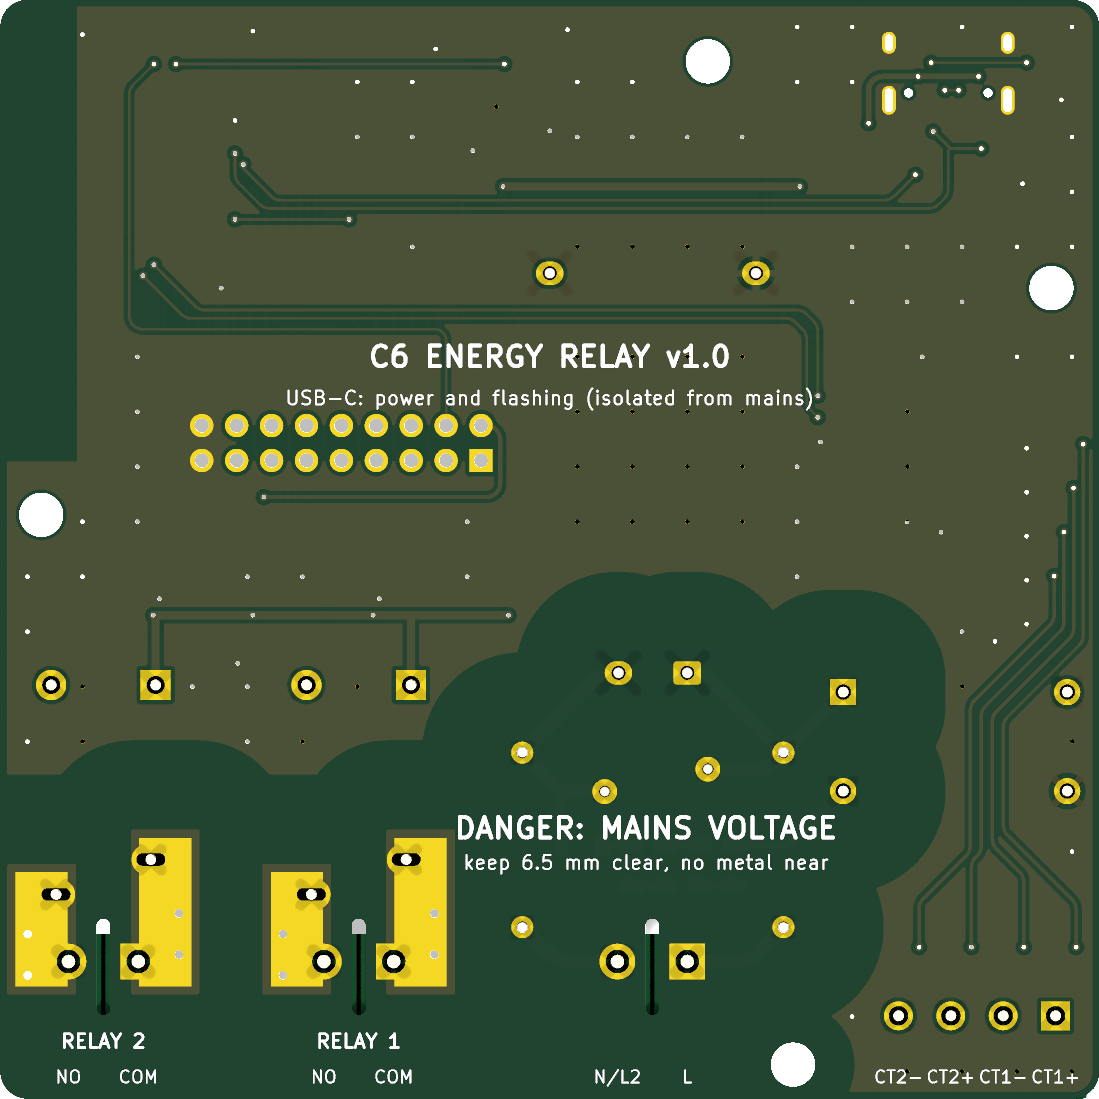 C6 ENERGY RELAY v1.0
USB-C: power and flashing (isolated from mains)
DANGER: MAINS VOLTAGE
keep 6.5 mm clear, no metal near
RELAY 2
RELAY 1
NO COM
NO COM
N/L2 L
CT2- CT2+ CT1- CT1+